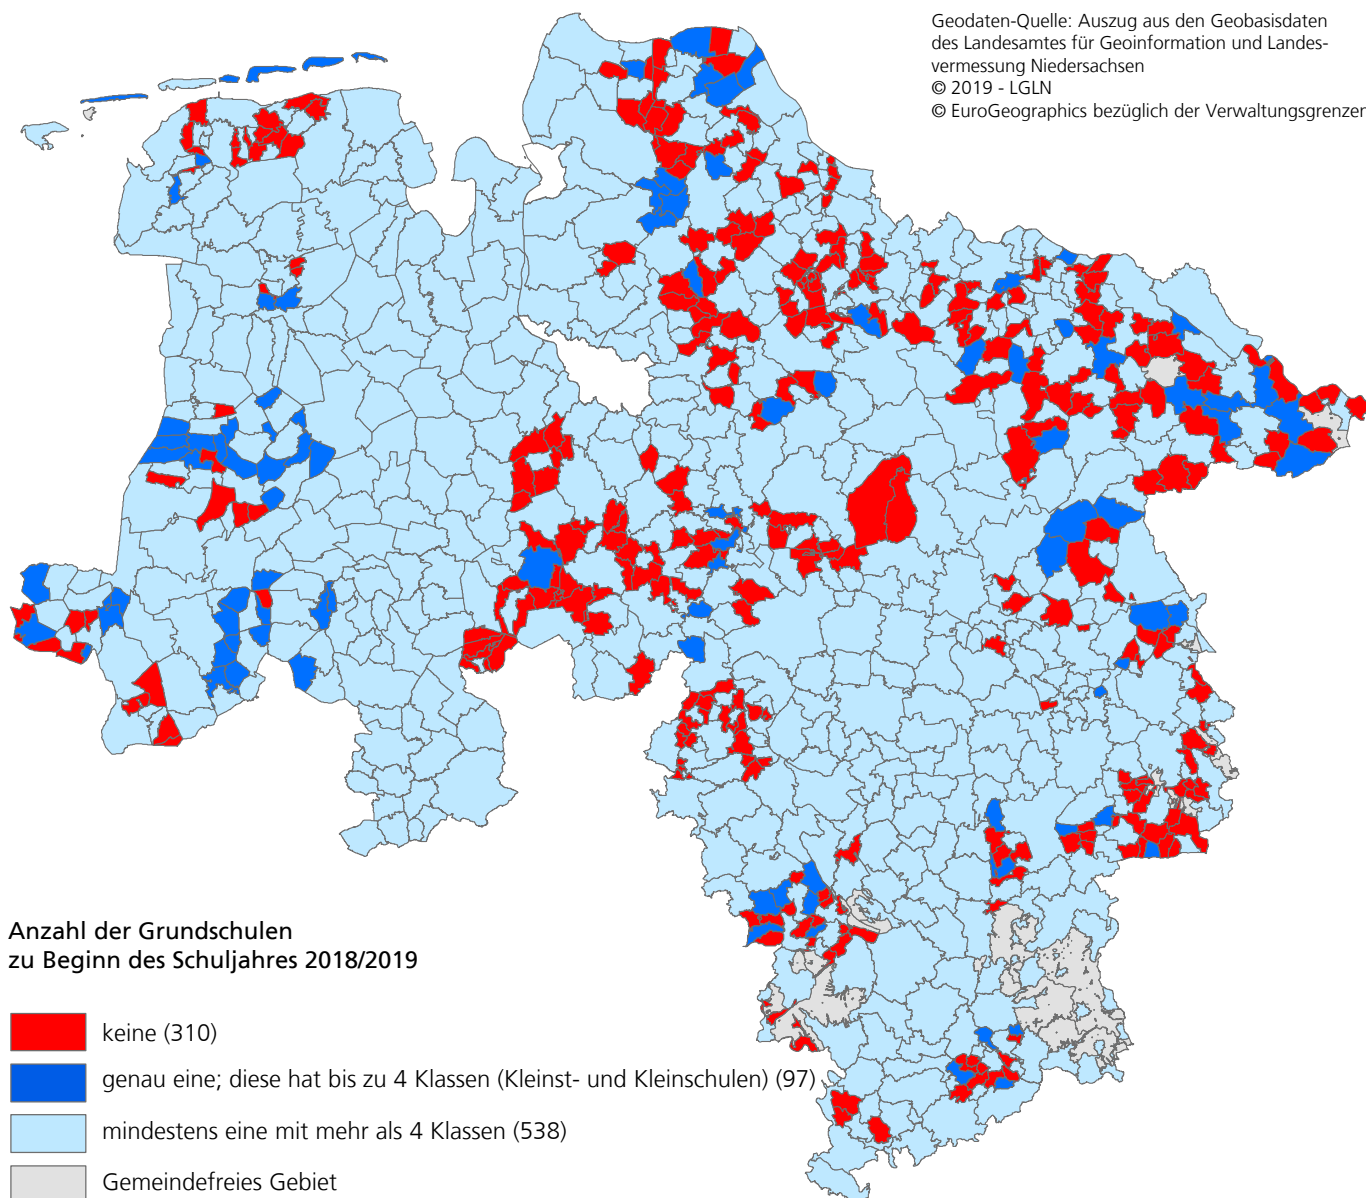 Geodaten-Quelle: Auszug aus den Geobasisdaten
des Landesamtes für Geoinformation und Landes-
vermessung Niedersachsen
© 2019 - LGLN
© EuroGeographics bezüglich der Verwaltungsgrenzen
Anzahl der Grundschulen
zu Beginn des Schuljahres 2018/2019
keine (310)
genau eine; diese hat bis zu 4 Klassen (Kleinst- und Kleinschulen) (97)
mindestens eine mit mehr als 4 Klassen (538)
Gemeindefreies Gebiet